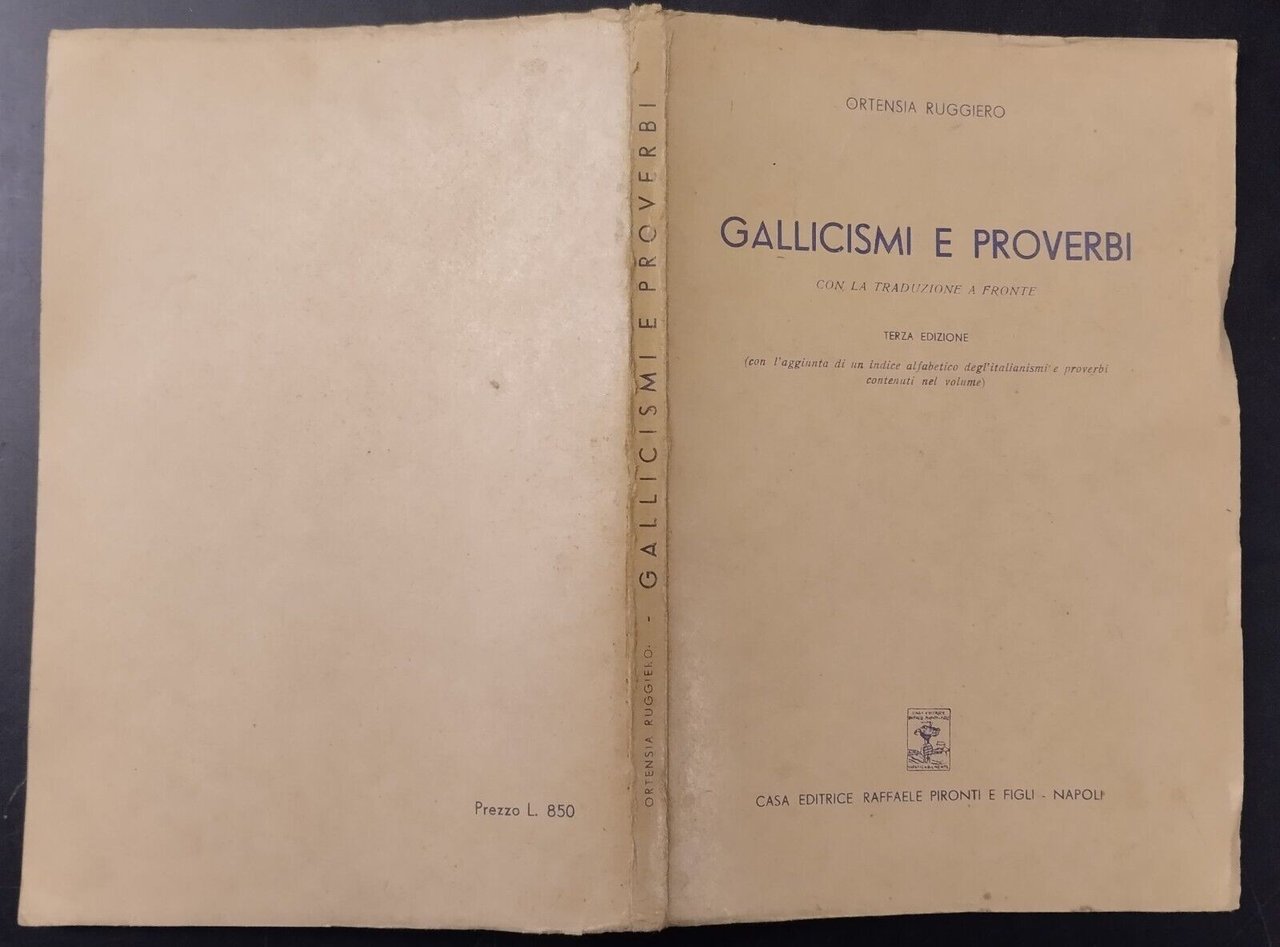 Prezzo L. 850
ORTENSIA RUGGIERO - GALLICISMI E PROVERBI
ORTENSIA RUGGIERO
GALLICISMI E PROVERBI
CON LA TRADUZIONE A FRONTE
TERZA EDIZIONE
(con l'aggiunta di un indice alfabetico degl'italianismi e proverbi
contenuti nel volume)
CASA EDITRICE RAFFAELE PIRONTI E FIGLI - NAPOLI